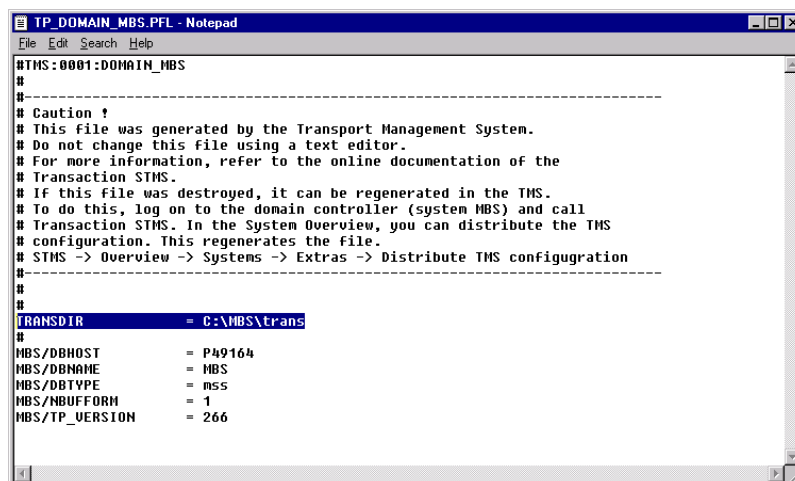 TP_DOMAIN_MBS.PFL - Notepad
File Edit Search Help
#TMS:0001:DOMAIN_MBS
#
#---------------------------------------------------------------------------
# Caution !
# This file was generated by the Transport Management System.
# Do not change this file using a text editor.
# For more information, refer to the online documentation of the
# Transaction STMS.
# If this file was destroyed, it can be regenerated in the TMS.
# To do this, log on to the domain controller (system MBS) and call
# Transaction STMS. In the System Overview, you can distribute the TMS
# configuration. This regenerates the file.
# STMS -> Overview -> Systems -> Extras -> Distribute TMS configugration
#---------------------------------------------------------------------------
#
#
TRANSDIR = C:\MBS\trans
#
MBS/DBHOST = P49164
MBS/DBNAME = MBS
MBS/DBTYPE = mss
MBS/NBUFFORM = 1
MBS/TP_VERSION = 266